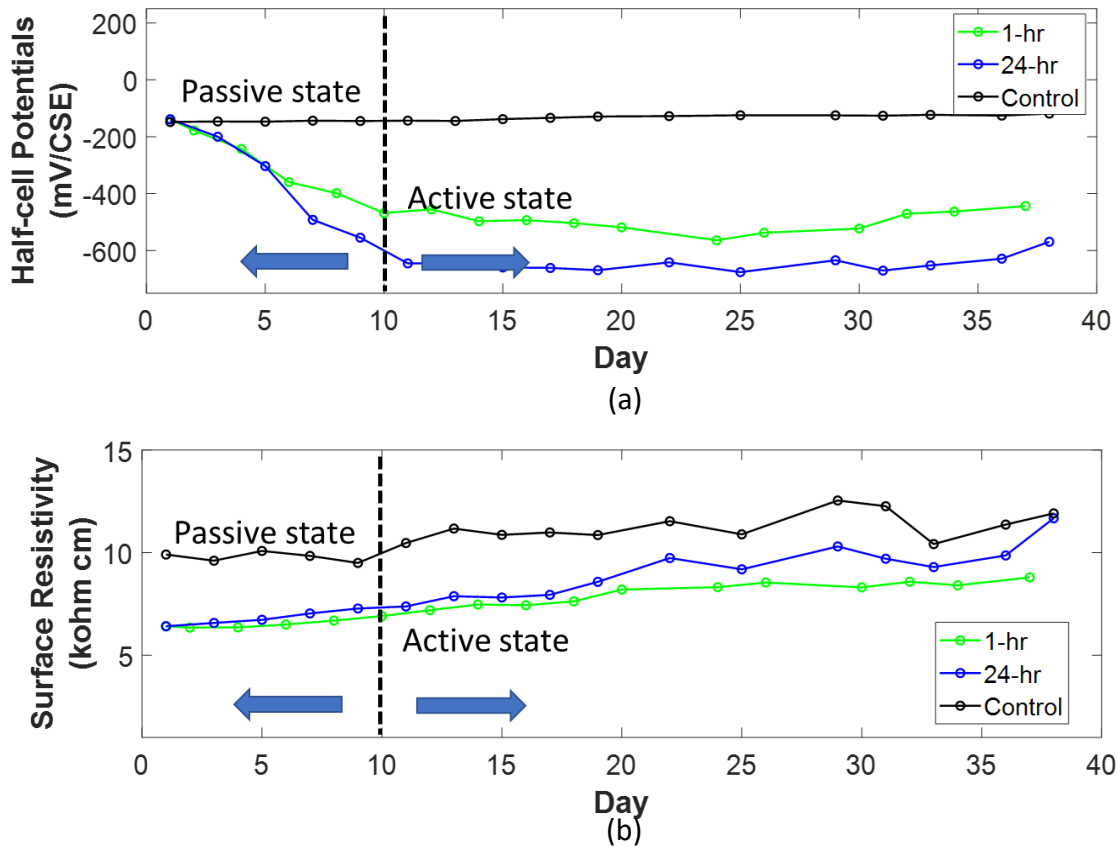 200
0
-200
-400
-600
Half-cell Potentials
(mV/CSE)
Passive state
Active state
1-hr
24-hr
Control
0 5 10 15 20 25 30 35 40
Day
(a)
15
10
5
Surface Resistivity
(kohm cm)
Passive state
Active state
1-hr
24-hr
Control
0 5 10 15 20 25 30 35 40
Day
(b)